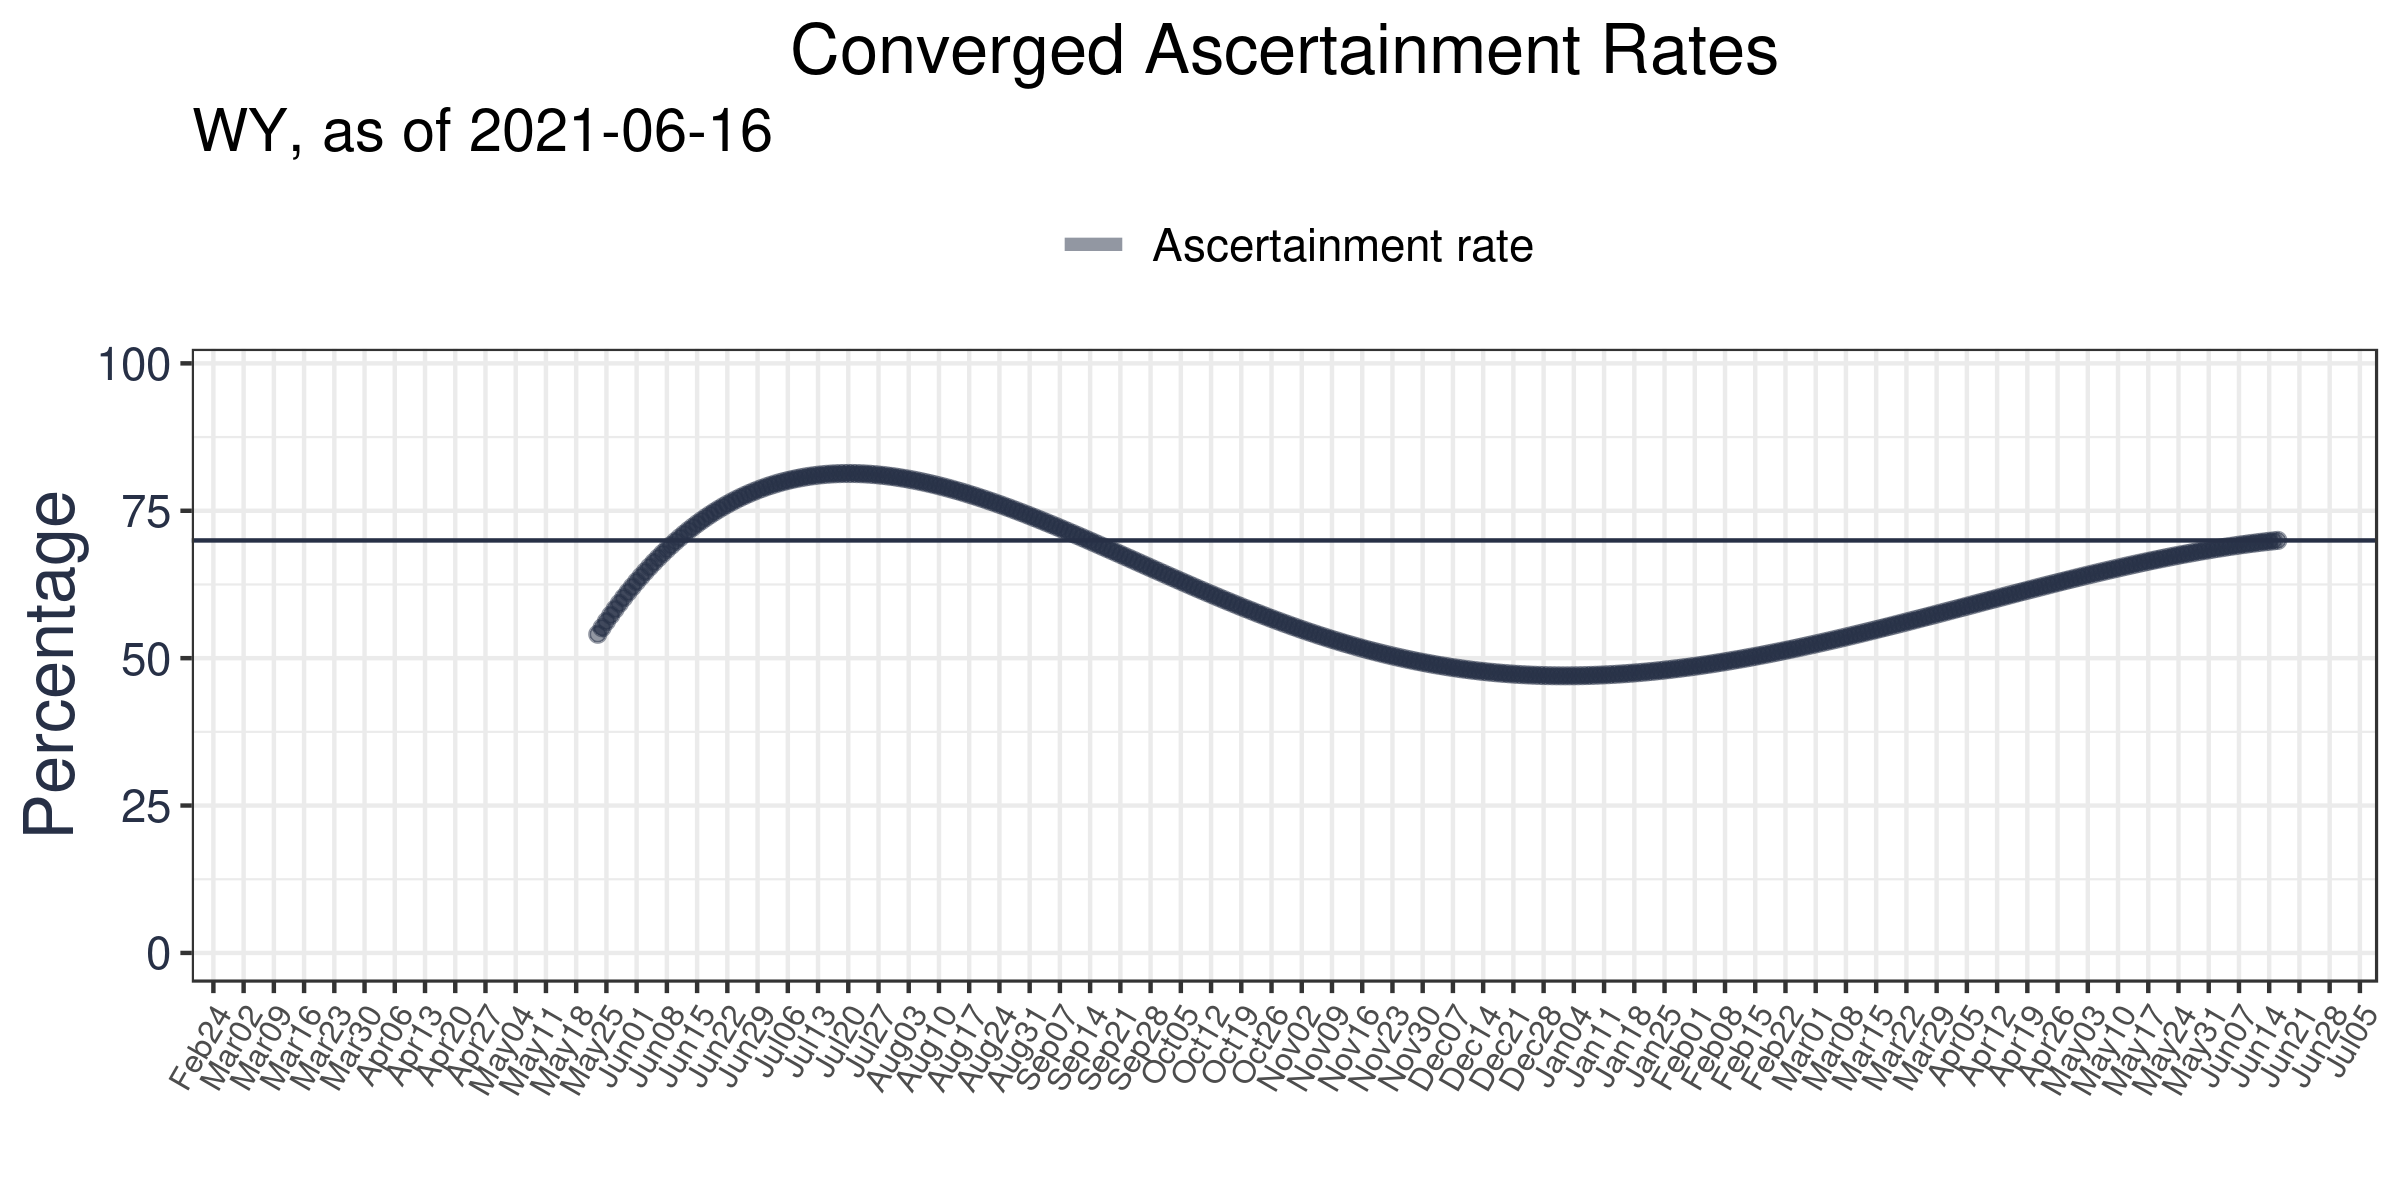 Converged Ascertainment Rates
WY, as of 2021-06-16
Ascertainment rate
Percentage
100
75
50
25
0
Feb24
Mar02
Mar09
Mar16
Mar23
Mar30
Apr06
Apr13
Apr20
Apr27
May04
May11
May18
May25
Jun01
Jun08
Jun15
Jun22
Jun29
Jul06
Jul13
Jul20
Jul27
Aug03
Aug10
Aug17
Aug24
Aug31
Sep07
Sep14
Sep21
Sep28
Oct05
Oct12
Oct19
Oct26
Nov02
Nov09
Nov16
Nov23
Nov30
Dec07
Dec14
Dec21
Dec28
Jan04
Jan11
Jan18
Jan25
Feb01
Feb08
Feb15
Feb22
Mar01
Mar08
Mar15
Mar22
Mar29
Apr05
Apr12
Apr19
Apr26
May03
May10
May17
May24
May31
Jun07
Jun14
Jun21
Jun28
Jul05